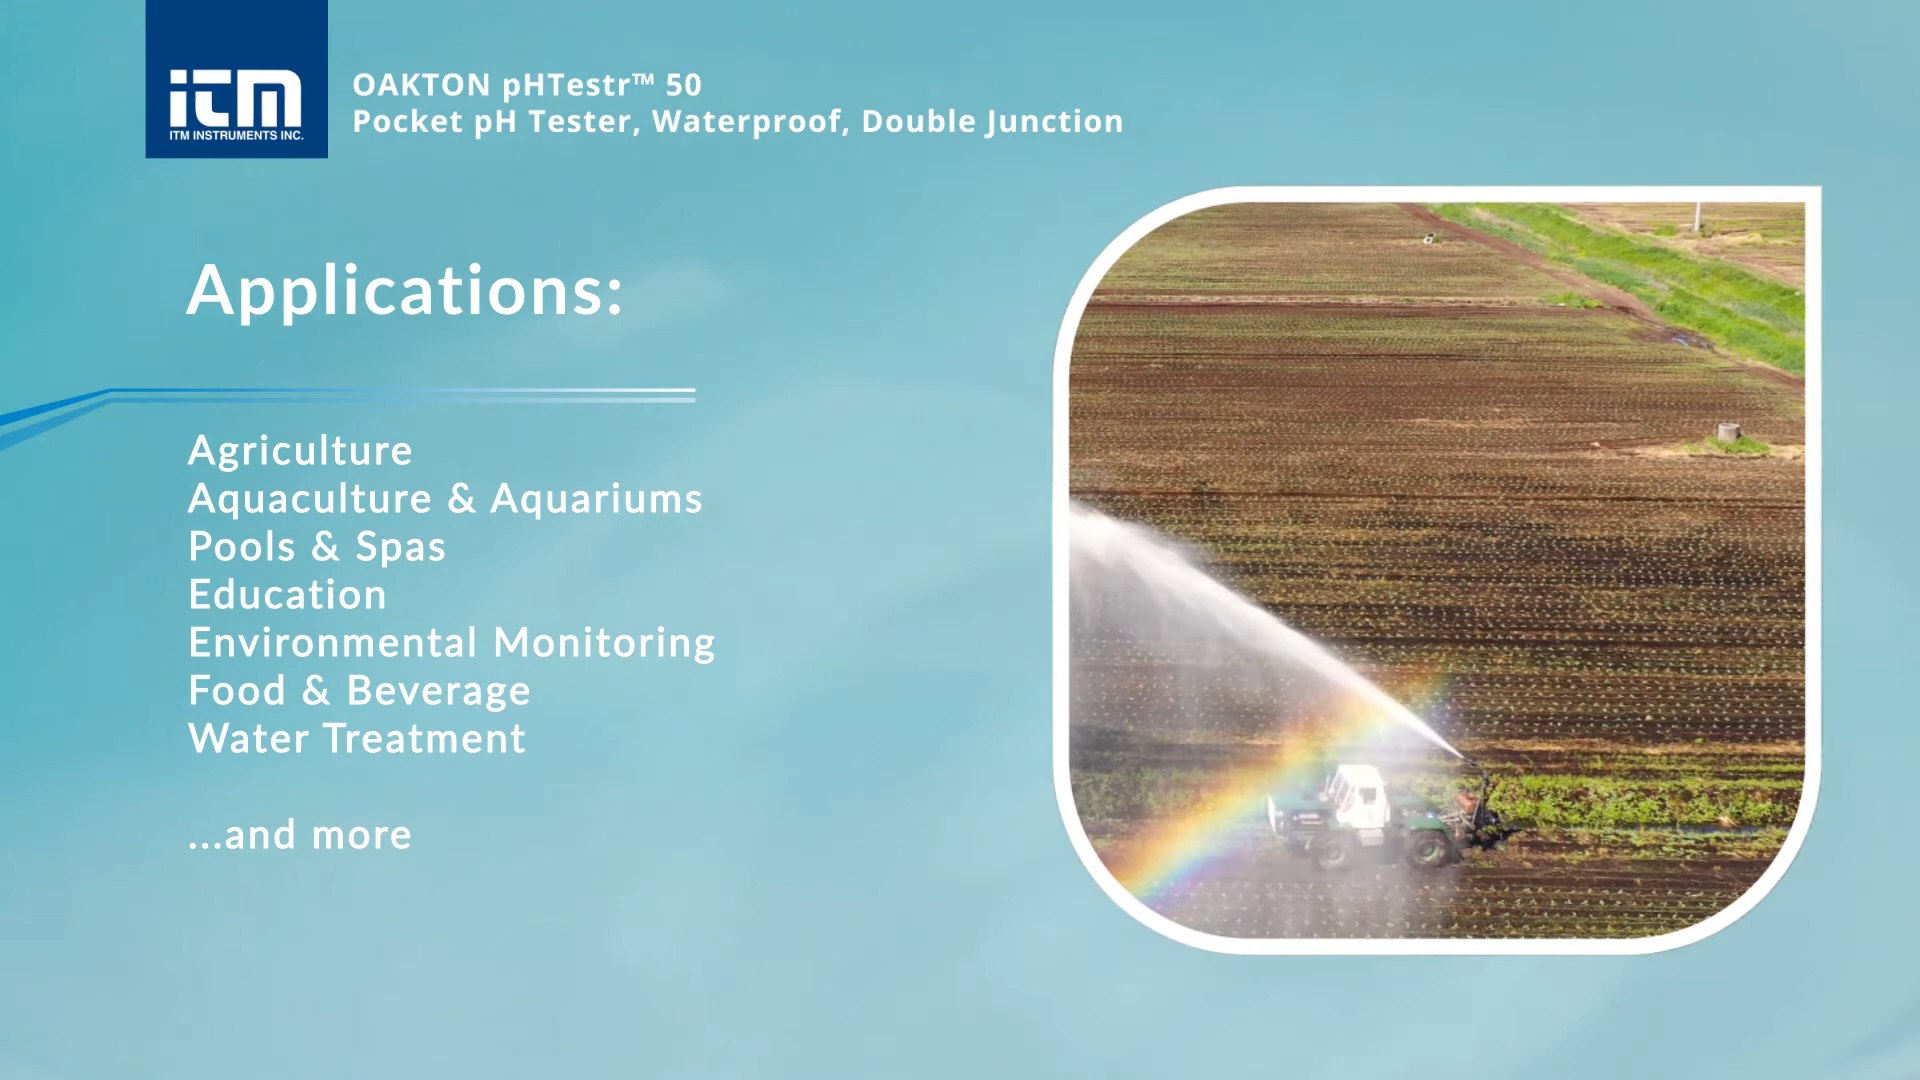 itm
ITM INSTRUMENTS INC.
OAKTON pHTestr™ 50
Pocket pH Tester, Waterproof, Double Junction
Applications:
Agriculture
Aquaculture & Aquariums
Pools & Spas
Education
Environmental Monitoring
Food & Beverage
Water Treatment
...and more